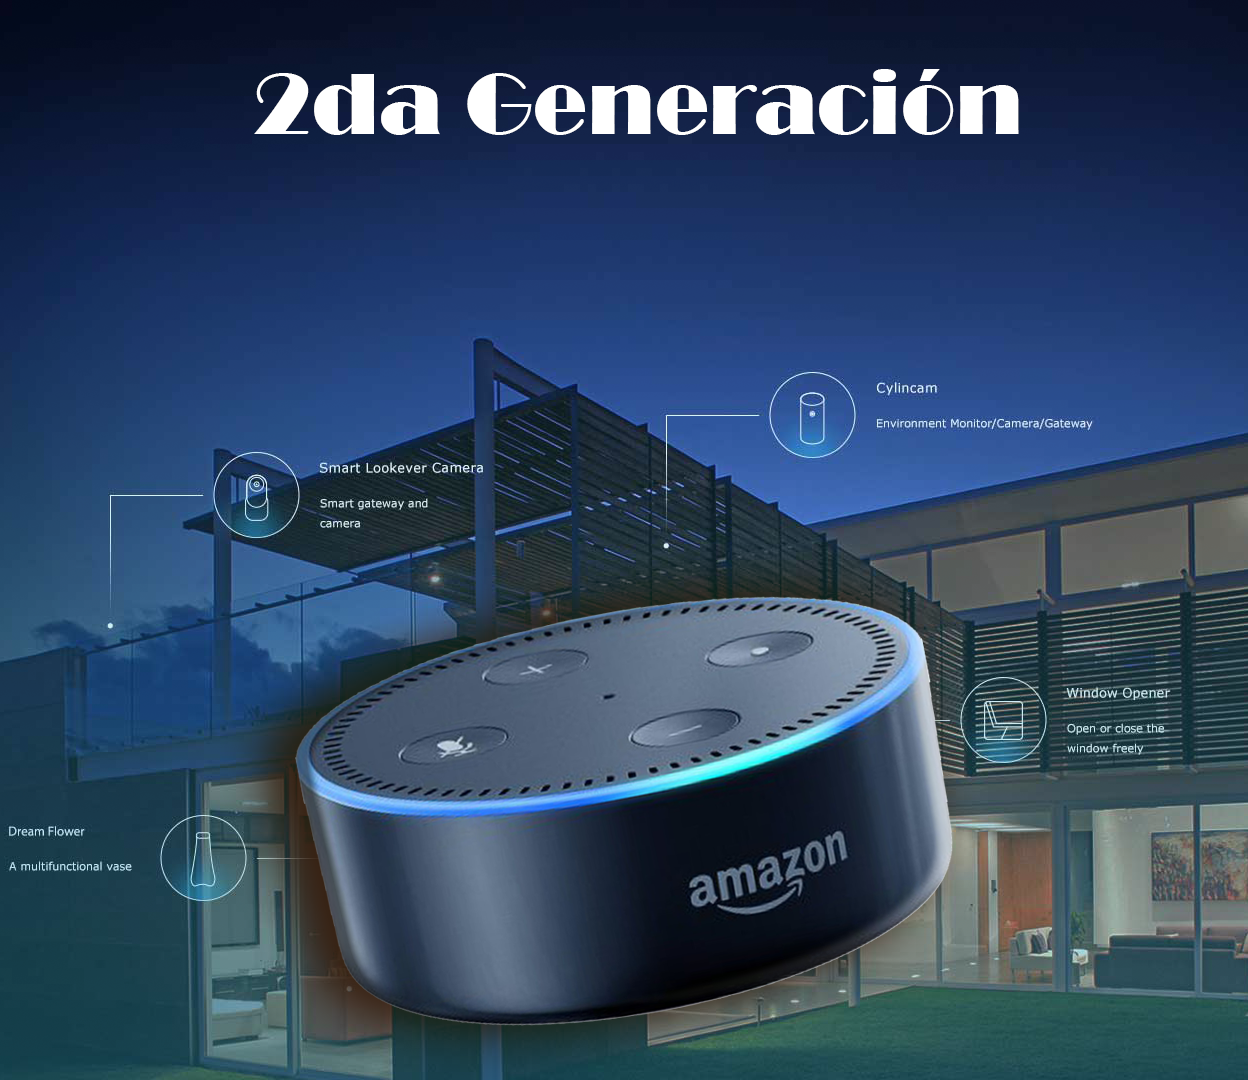 2da Generación
Cylincam
Environment Monitor/Camera/Gateway
Smart Lookever Camera
Smart gateway and
camera
Window Opener
Open or close the
window freely
Dream Flower
A multifunctional vase
amazon